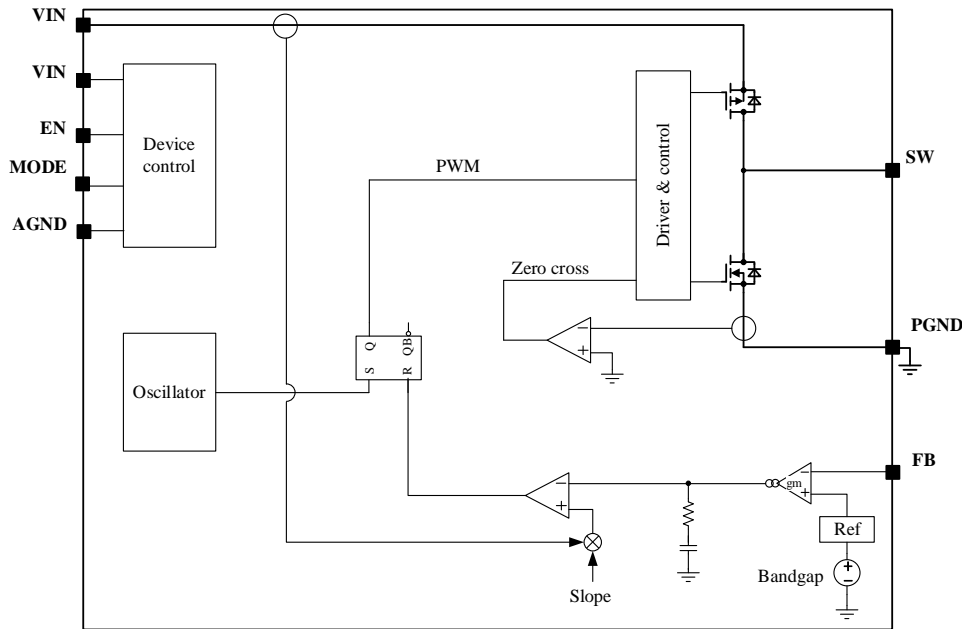 VIN
VIN
EN
MODE
AGND
Device
control
PWM
Driver & control
SW
Zero cross
PGND
Q
QB
S
R
Oscillator
FB
gm
Ref
Bandgap
Slope